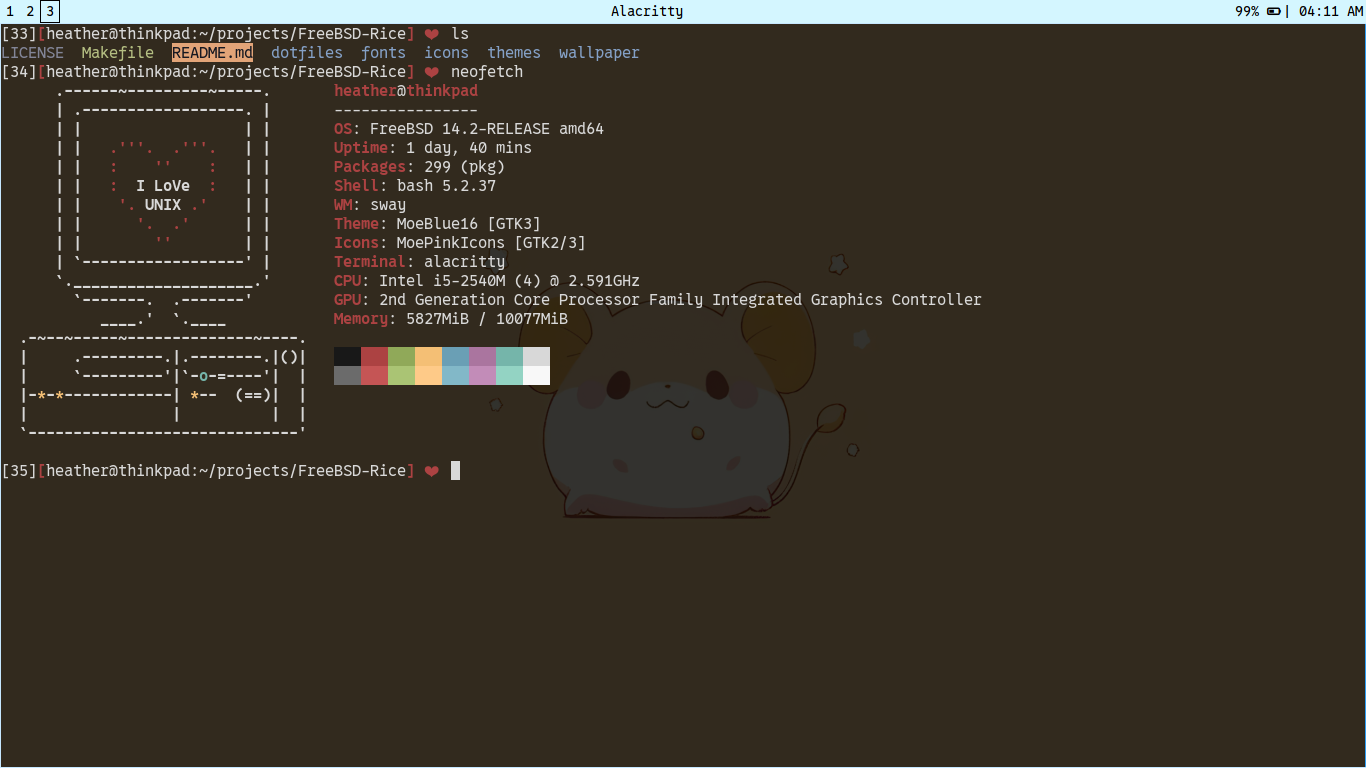 1 2 3 Alacritty 99% | 04:11 AM
[33][heather@thinkpad:~/projects/FreeBSD-Rice] ❤ ls
LICENSE Makefile README.md dotfiles fonts icons themes wallpaper
[34][heather@thinkpad:~/projects/FreeBSD-Rice] ❤ neofetch
heather@thinkpad
----------------
OS: FreeBSD 14.2-RELEASE amd64
Uptime: 1 day, 40 mins
Packages: 299 (pkg)
Shell: bash 5.2.37
I LoVe
UNIX
WM: sway
Theme: MoeBlue16 [GTK3]
Icons: MoePinkIcons [GTK2/3]
Terminal: alacritty
CPU: Intel i5-2540M (4) @ 2.591GHz
GPU: 2nd Generation Core Processor Family Integrated Graphics Controller
Memory: 5827MiB / 10077MiB
[35][heather@thinkpad:~/projects/FreeBSD-Rice] ❤